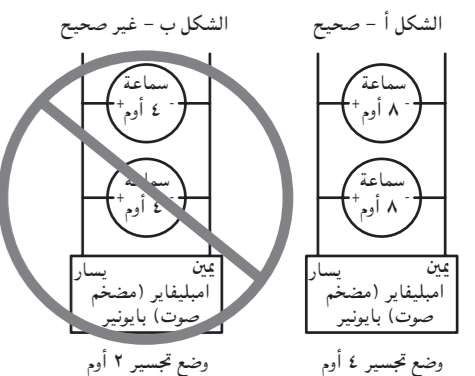 الشكل أ – صحيح
سماعة
٨ أوم
+ -
سماعة
٨ أوم
+ -
يمين يسار
امبليفاير (مضخم
صوت) بايونير
وضع تجسير ٤ أوم
الشكل ب – غير صحيح
سماعة
٤ أوم
+ -
سماعة
٤ أوم
+ -
يمين يسار
امبليفاير (مضخم
صوت) بايونير
وضع تجسير ٢ أوم